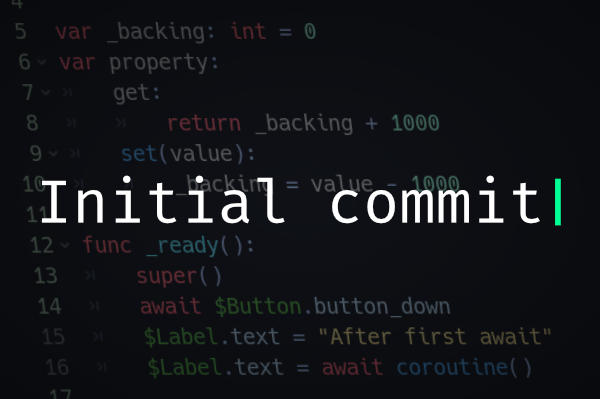 4
5 var _backing: int = 0
6 var property:
7 get:
8 return _backing + 1000
9 set(value):
10 _backing = value - 1000
Initial commit
11
12 func _ready():
13 super()
14 await $Button.button_down
15 $Label.text = "After first await"
16 $Label.text = await coroutine()
17